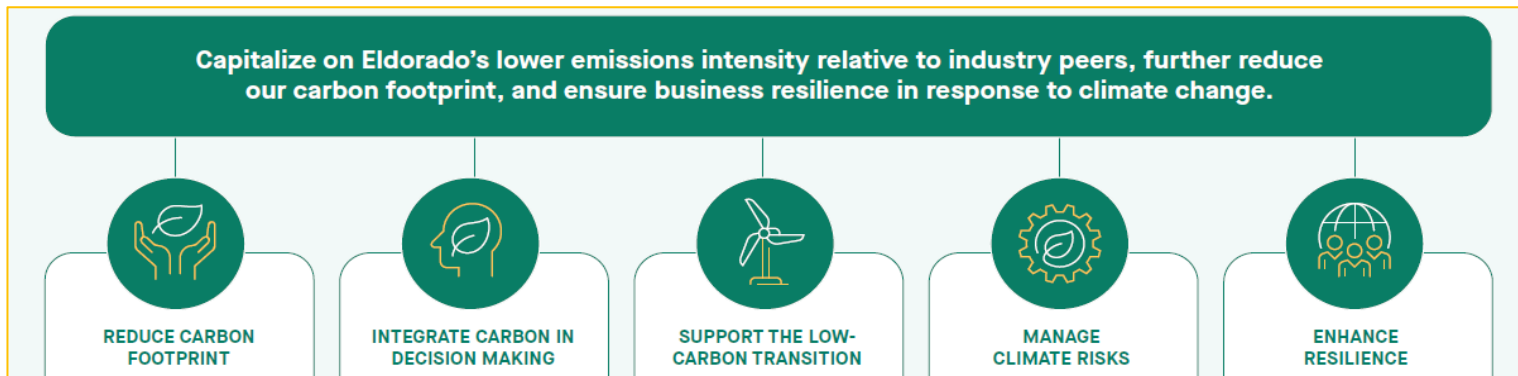 Capitalize on Eldorado’s lower emissions intensity relative to industry peers, further reduce
our carbon footprint, and ensure business resilience in response to climate change.
REDUCE CARBON
FOOTPRINT
INTEGRATE CARBON IN
DECISION MAKING
SUPPORT THE LOW-
CARBON TRANSITION
MANAGE
CLIMATE RISKS
ENHANCE
RESILIENCE